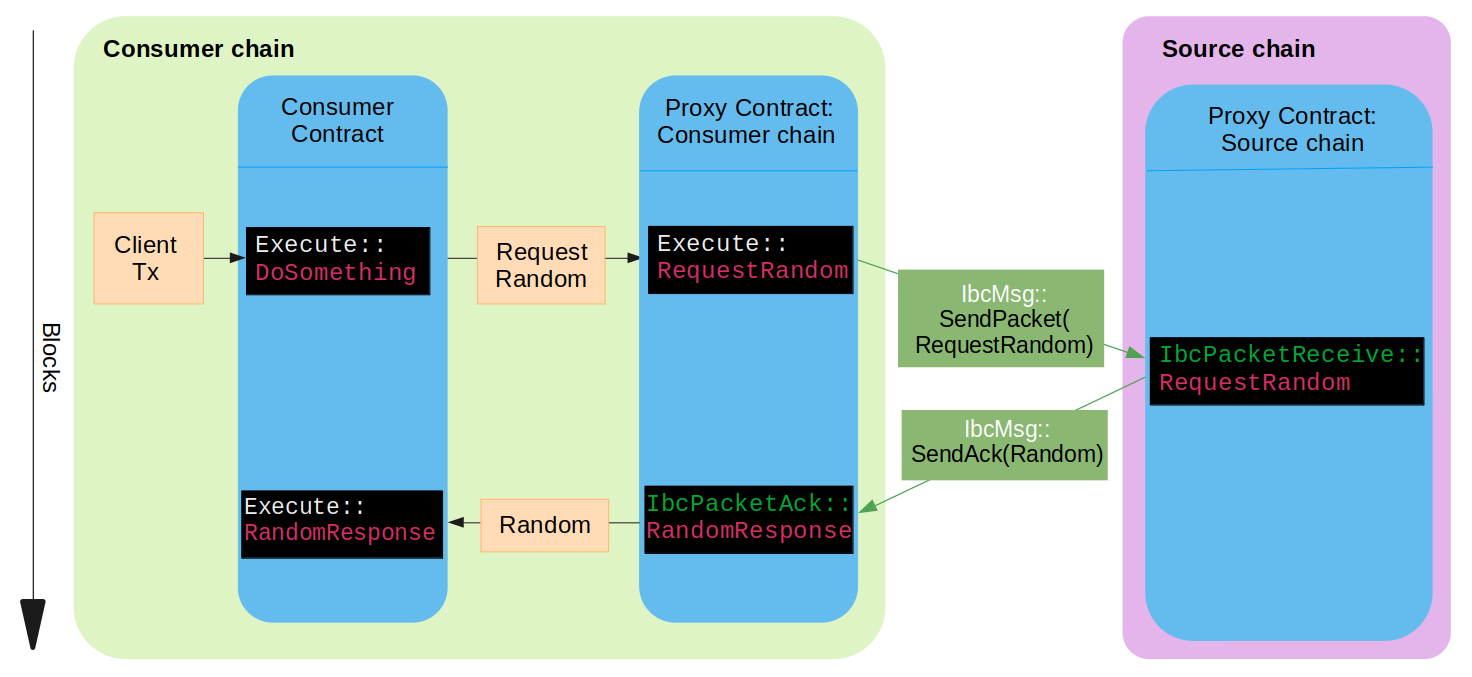 Consumer chain
Source chain
Consumer
Contract
Proxy Contract:
Consumer chain
Proxy Contract:
Source chain
Client
Tx
Execute::
DoSomething
Request
Random
Execute::
RequestRandom
IbcMsg::
SendPacket(
RequestRandom)
IbcPacketReceive::
RequestRandom
Blocks
IbcMsg::
SendAck(Random)
IbcPacketAck::
RandomResponse
Random
Execute::
RandomResponse